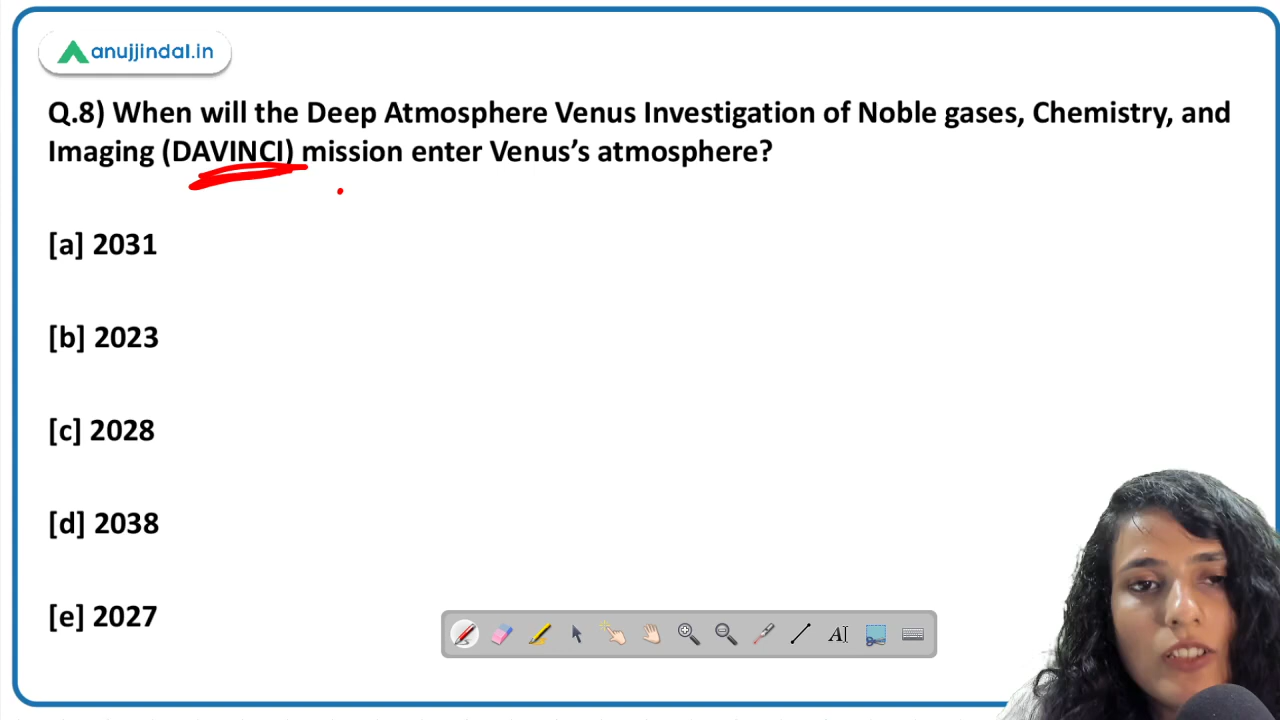 anujjindal.in
Q.8) When will the Deep Atmosphere Venus Investigation of Noble gases, Chemistry, and
Imaging (DAVINCI) mission enter Venus’s atmosphere?
[a] 2031
[b] 2023
[c] 2028
[d] 2038
[e] 2027
AI